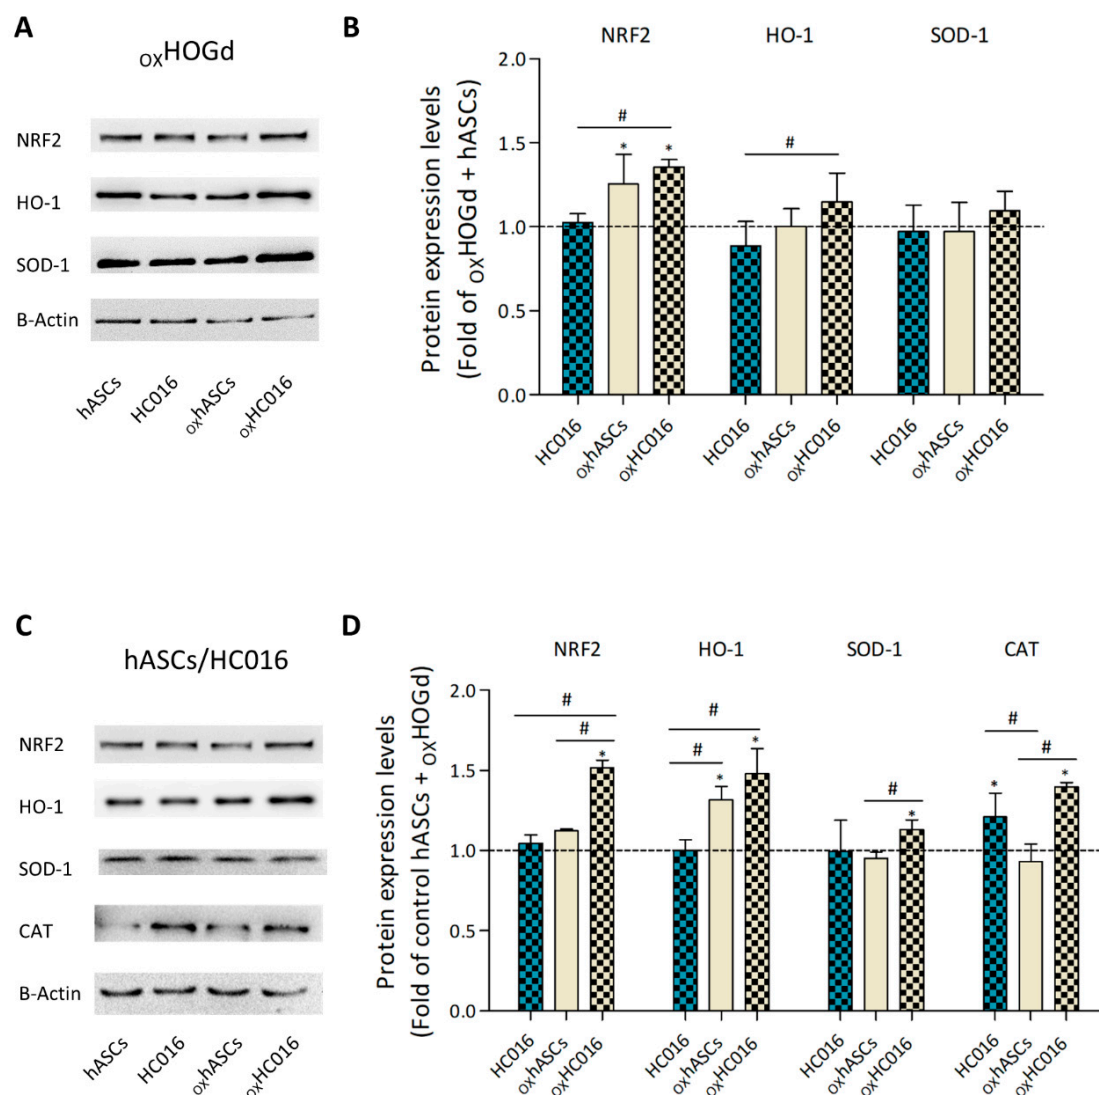 A
OXHOGd
NRF2
HO-1
SOD-1
B-Actin
hASCs
HC016
OXhASCs
OXHC016
B
NRF2 HO-1 SOD-1
Protein expression levels
(Fold of OXHOGd + hASCs)
2.0
1.5
1.0
0.5
0.0
#
* *
#
HC016
OXhASCs
OXHC016
HC016
OXhASCs
OXHC016
HC016
OXhASCs
OXHC016
C
hASCs/HC016
NRF2
HO-1
SOD-1
CAT
B-Actin
hASCs
HC016
OXhASCs
OXHC016
D
NRF2 HO-1 SOD-1 CAT
Protein expression levels
(Fold of control hASCs + OXHOGd)
2.0
1.5
1.0
0.5
0.0
#
#
*
#
#
*
*
#
*
#
#
*
*
HC016
OXhASCs
OXHC016
HC016
OXhASCs
OXHC016
HC016
OXhASCs
OXHC016
HC016
OXhASCs
OXHC016